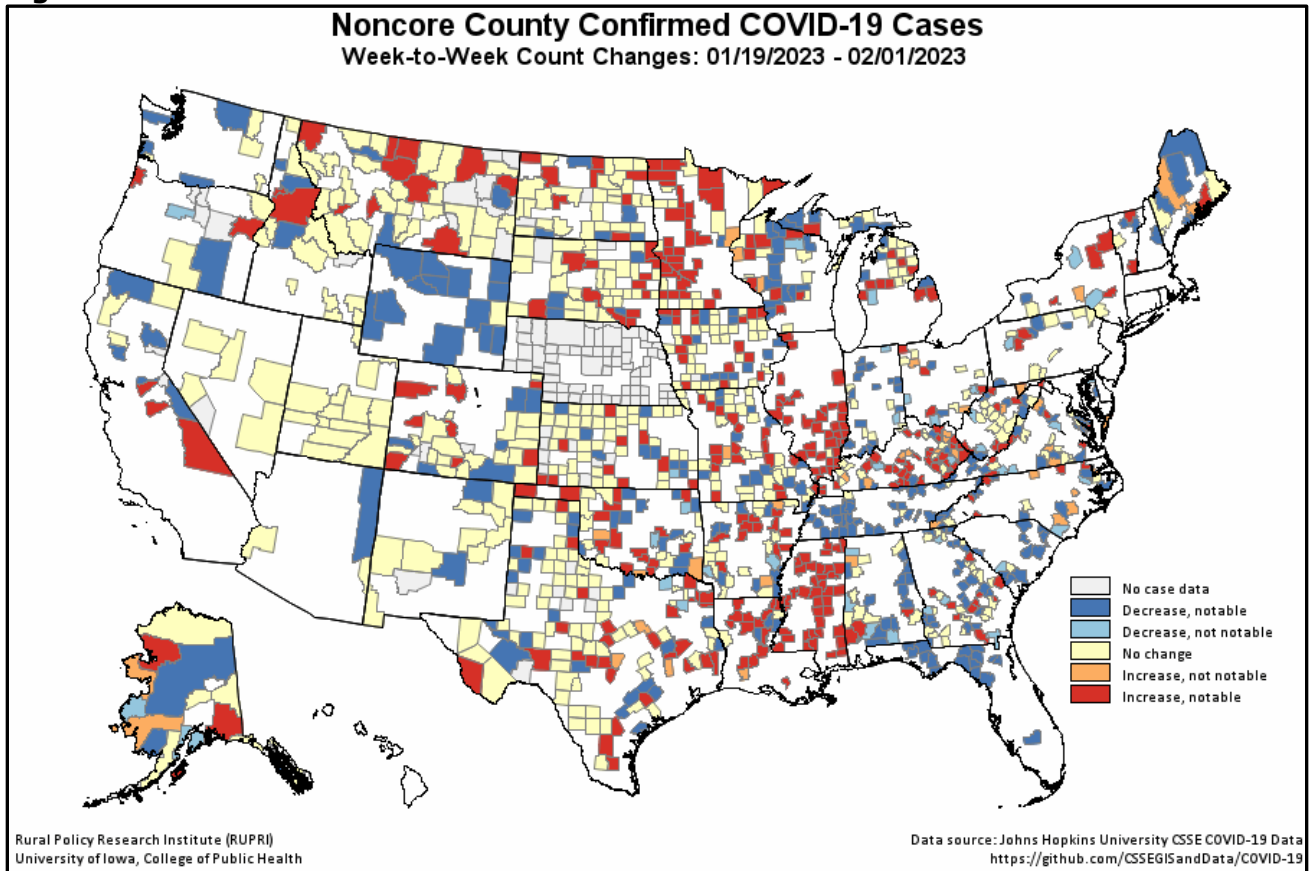 Noncore County Confirmed COVID-19 Cases
Week-to-Week Count Changes: 01/19/2023 - 02/01/2023
No case data
Decrease, notable
Decrease, not notable
No change
Increase, not notable
Increase, notable
Rural Policy Research Institute (RUPRI)
University of Iowa, College of Public Health
Data source: Johns Hopkins University CSSE COVID-19 Data
https://github.com/CSSEGISandData/COVID-19